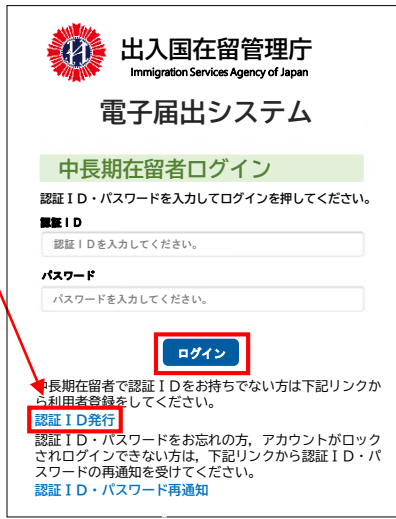 出入国在留管理庁
Immigration Services Agency of Japan
電子届出システム
中長期在留者ログイン
認証ＩＤ・パスワードを入力してログインを押してください。
認証ＩＤ
認証ＩＤを入力してください。
パスワード
パスワードを入力してください。
ログイン
中長期在留者で認証ＩＤをお持ちでない方は下記リンクか
ら利用者登録をしてください。
認証ＩＤ発行
認証ＩＤ・パスワードをお忘れの方，アカウントがロック
されログインできない方は，下記リンクから認証ＩＤ・パ
スワードの再通知を受けてください。
認証ＩＤ・パスワード再通知